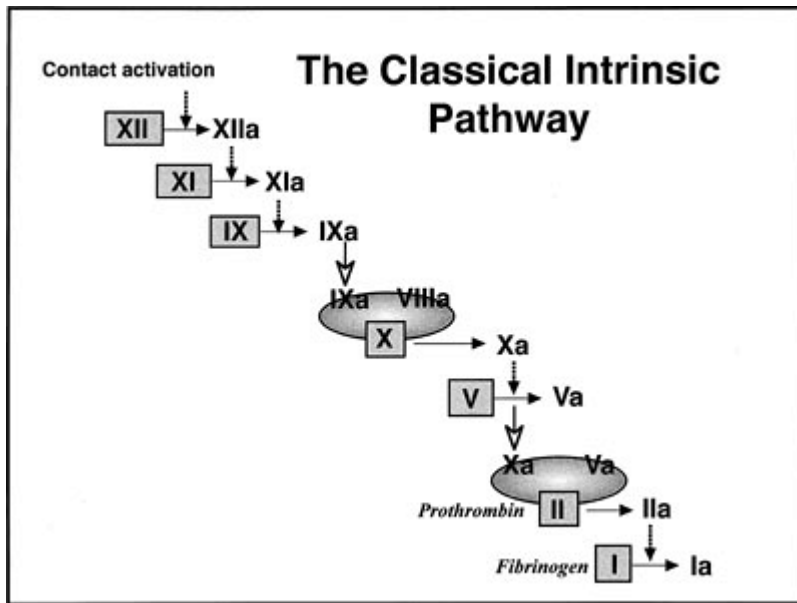 The Classical Intrinsic
Pathway
Contact activation
XII XIIa
XI XIa
IX IXa
IXa VIIIa
X Xa
V Va
Xa Va
Prothrombin II IIa
Fibrinogen I Ia